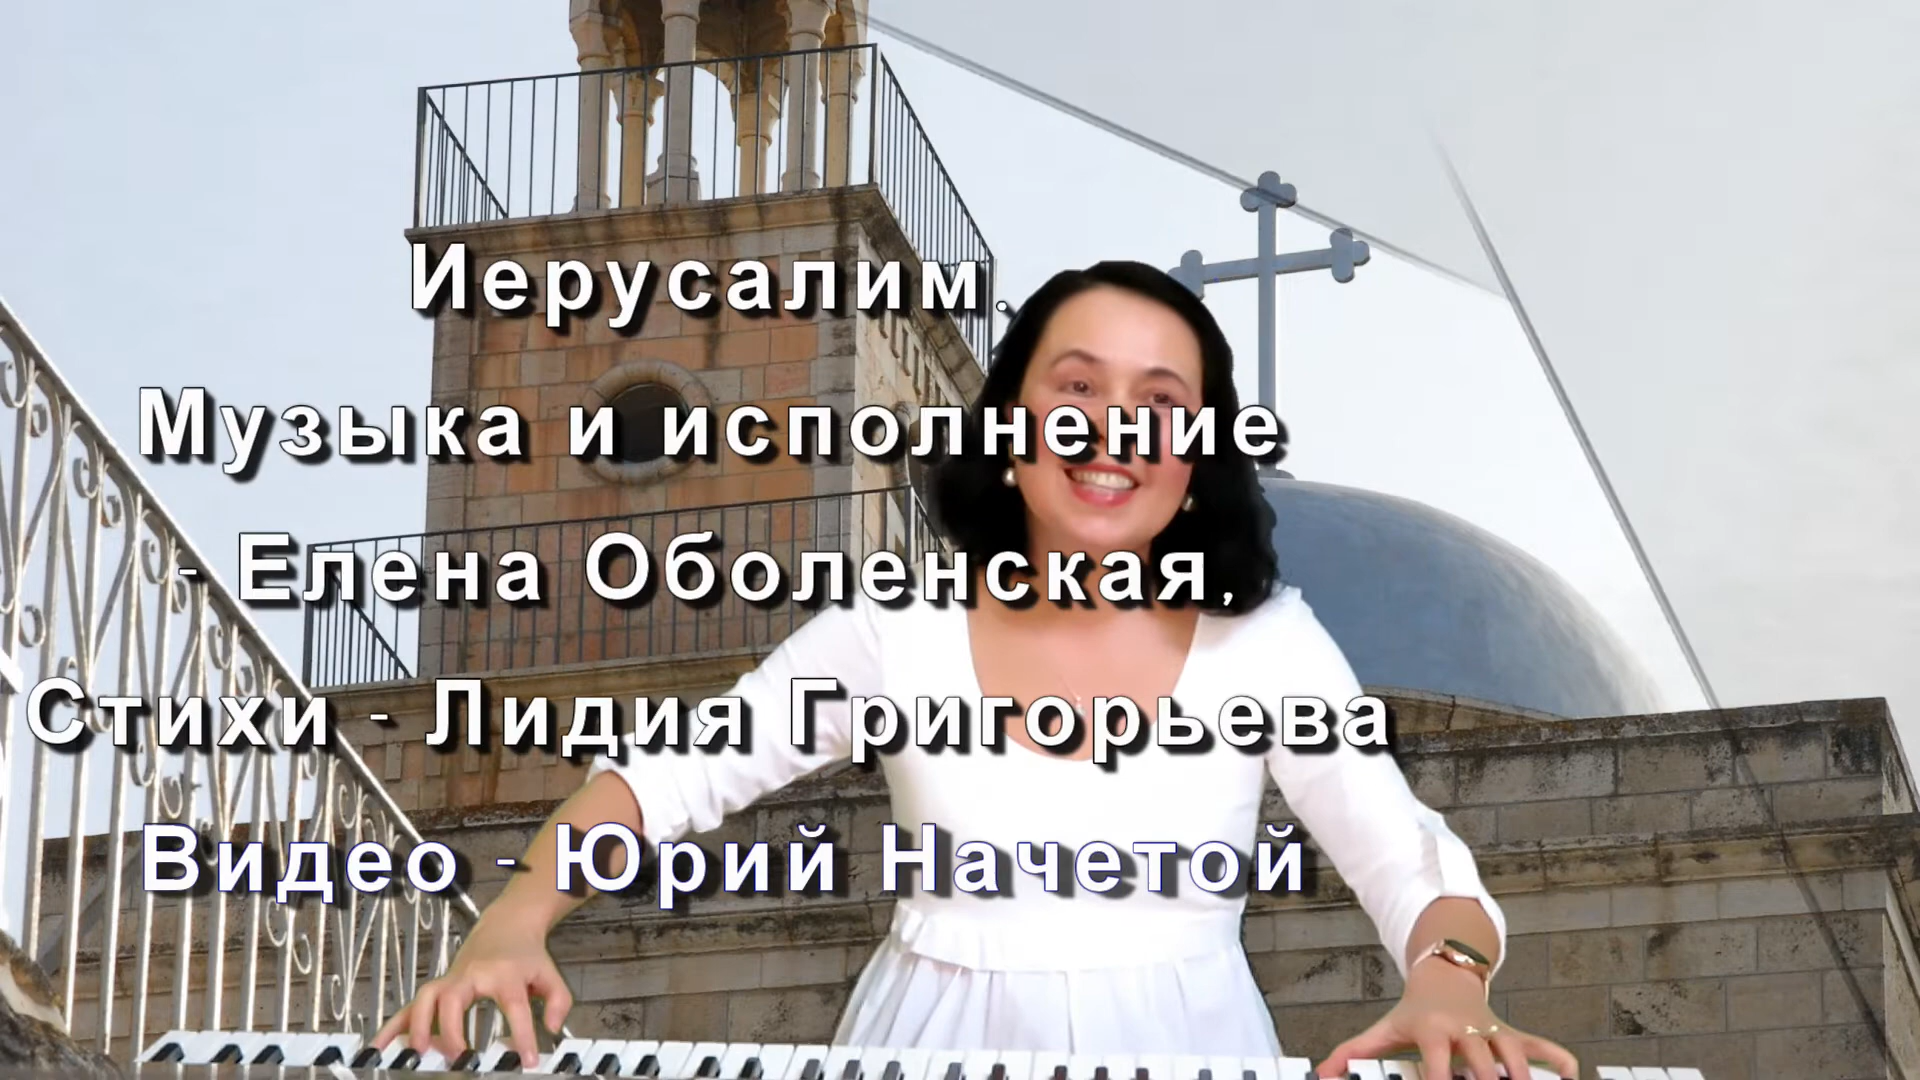 Иерусалим.
Музыка и исполнение
- Елена Оболенская,
Стихи - Лидия Григорьева
Видео - Юрий Начетой